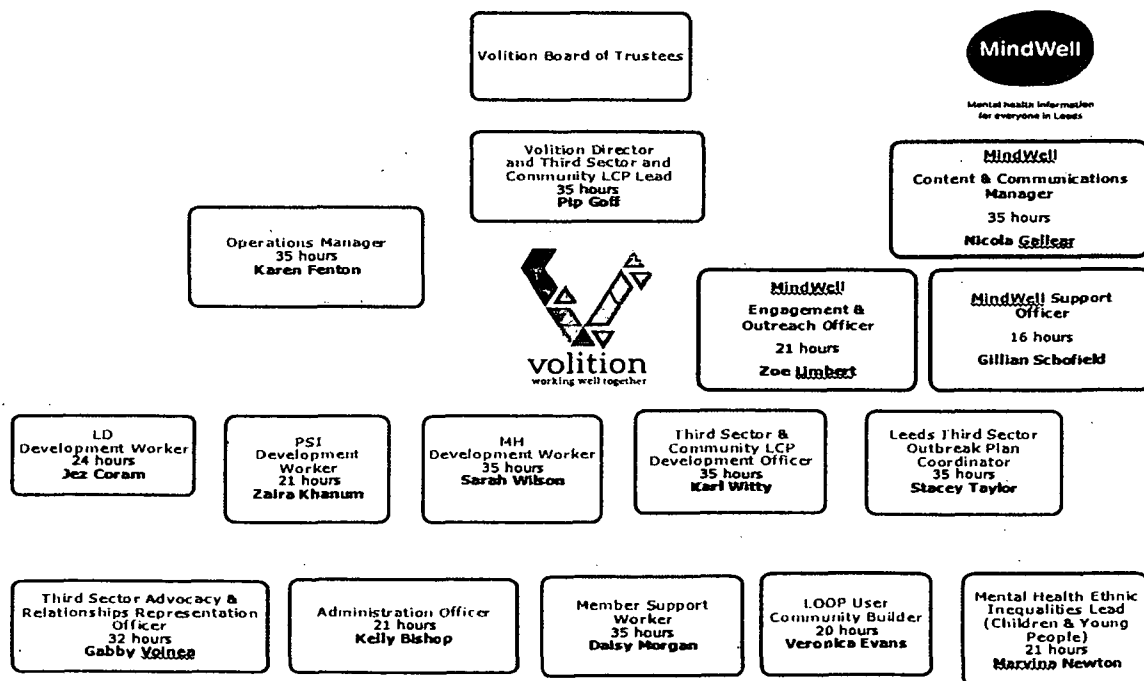 Volition Board of Trustees
MindWell
Mental health information
for everyone in Leeds
Volition Director
and Third Sector and
Community LCP Lead
35 hours
Pip Goff
MindWell
Content & Communications
Manager
35 hours
Nicola Gallear
Operations Manager
35 hours
Karen Fenton
volition
working well together
MindWell
Engagement &
Outreach Officer
21 hours
Zoe Limbert
MindWell Support
Officer
16 hours
Gillian Schofield
LD
Development Worker
24 hours
Jez Coram
PSI
Development
Worker
21 hours
Zaira Khanum
MH
Development Worker
35 hours
Sarah Wilson
Third Sector &
Community LCP
Development Officer
35 hours
Karl Witty
Leeds Third Sector
Outbreak Plan
Coordinator
35 hours
Stacey Taylor
Third Sector Advocacy &
Relationships Representation
Officer
32 hours
Gabby Voinea
Administration Officer
21 hours
Kelly Bishop
Member Support
Worker
35 hours
Daisy Morgan
LOOP User
Community Builder
20 hours
Veronica Evans
Mental Health Ethnic
Inequalities Lead
(Children & Young
People)
21 hours
Marvina Newton